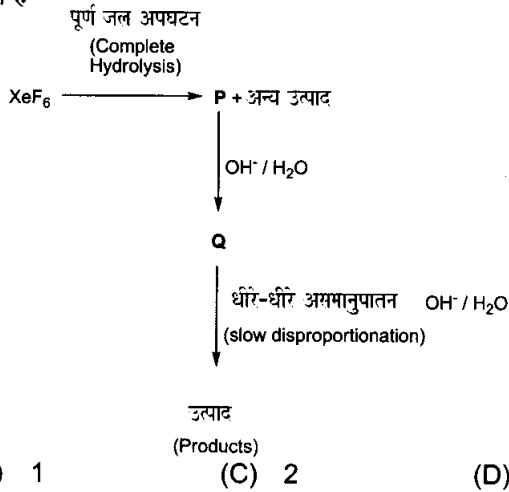 पूर्ण जल अपघटन
(Complete
Hydrolysis)
XeF₆ P + अन्य उत्पाद
OH⁻ / H₂O
Q
धीरे-धीरे असमानुपातन OH⁻ / H₂O
(slow disproportionation)
उत्पाद
(Products)
) 1 (C) 2 (D)